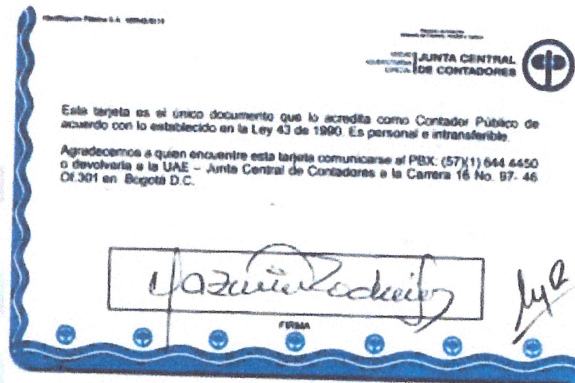 JUNTA CENTRAL
DE CONTADORES
Esta tarjeta es el único documento que lo acredita como Contador Público de
acuerdo con lo establecido en la Ley 43 de 1990. Es personal e intransferible.
Agradecemos a quien encuentre esta tarjeta comunicarse al PBX: (57)(1) 644 4450
o devolverla a la UAE – Junta Central de Contadores a la Carrera 16 No. 97- 46
Of.301 en Bogotá D.C.
FIRMA